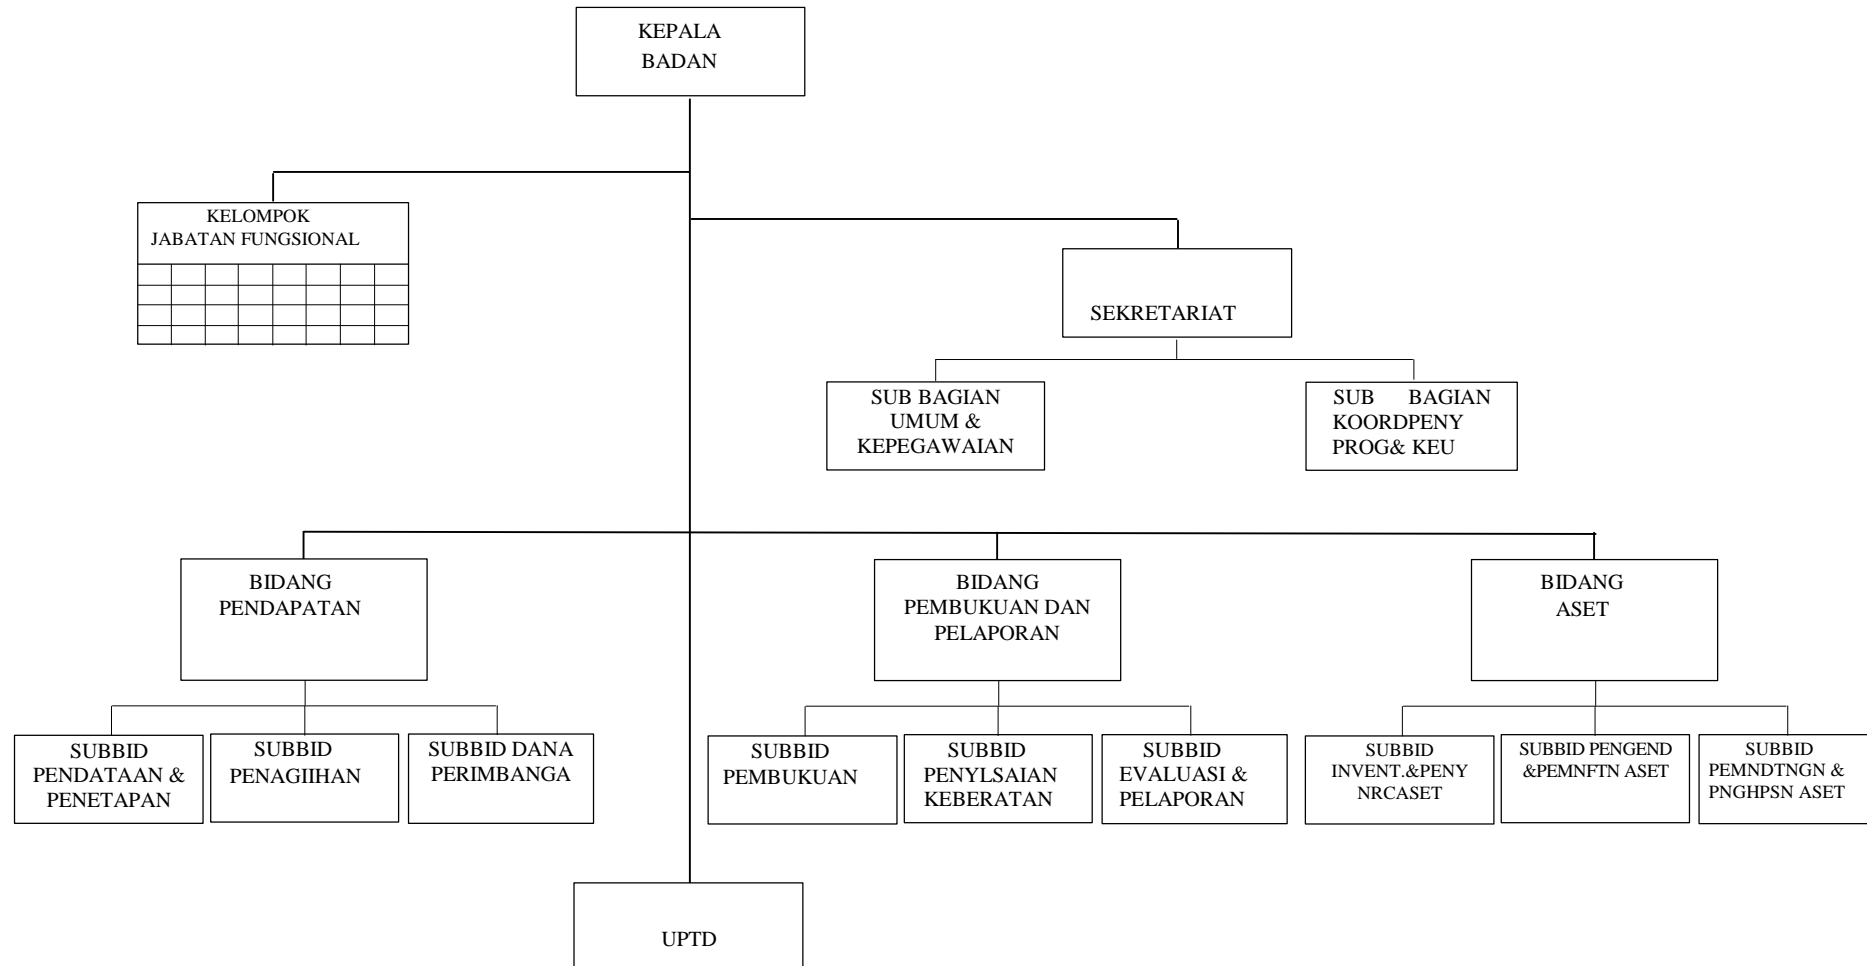 KEPALA
BADAN
KELOMPOK
JABATAN FUNGSIONAL
SEKRETARIAT
SUB BAGIAN
UMUM &
KEPEGAWAIAN
SUB BAGIAN
KOORDPENY
PROG& KEU
BIDANG
PENDAPATAN
BIDANG
PEMBUKUAN DAN
PELAPORAN
BIDANG
ASET
SUBBID
PENDATAAN &
PENETAPAN
SUBBID
PENAGIIHAN
SUBBID DANA
PERIMBANGA
SUBBID
PEMBUKUAN
SUBBID
PENYLSAIAN
KEBERATAN
SUBBID
EVALUASI &
PELAPORAN
SUBBID
INVENT.&PENY
NRCASET
SUBBID PENGEND
&PEMNFTN ASET
SUBBID
PEMNDTNGN &
PNGHPSN ASET
UPTD